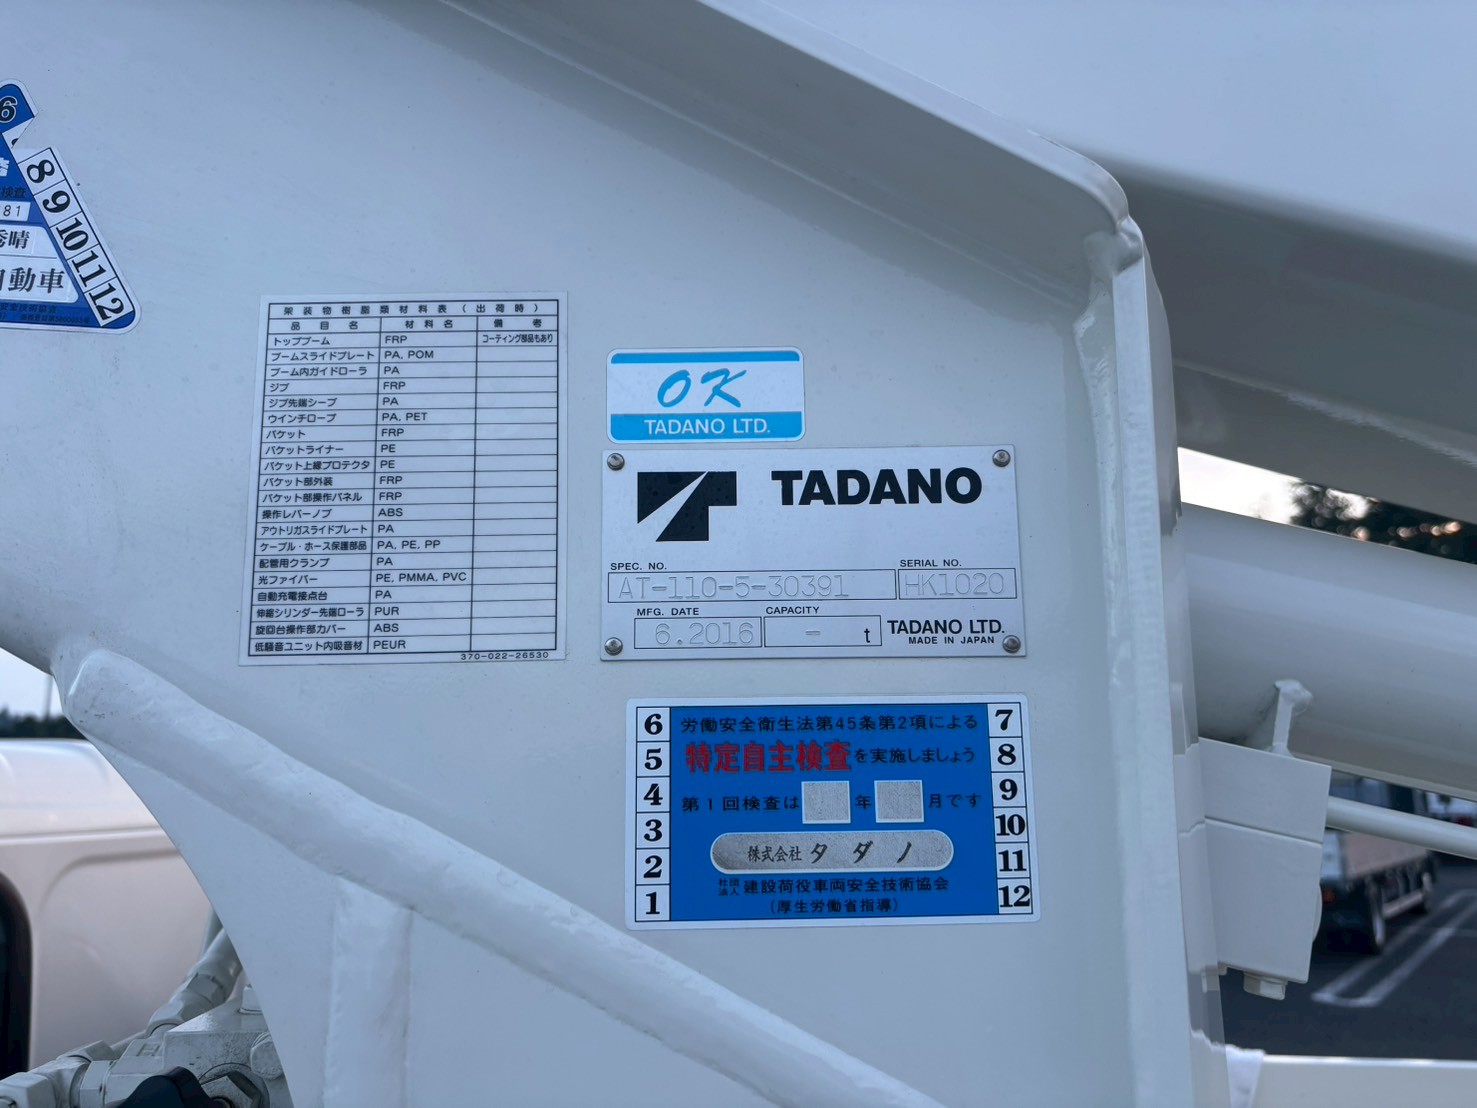 6
8
9
10
11
12
検査
81
晴
動車
架装物樹脂類材料表(出荷時)
品目名 材料名 備考
トップブーム FRP コーティング部品もあり
ブームスライドプレート PA, POM
ブーム内ガイドローラ PA
ジブ FRP
ジブ先端シーブ PA
ウインチロープ PA, PET
バケット FRP
バケットライナー PE
バケット上縁プロテクタ PE
バケット部外装 FRP
バケット部操作パネル FRP
操作レバーノブ ABS
アウトリガスライドプレート PA
ケーブル・ホース保護部品 PA, PE, PP
配管用クランプ PA
光ファイバー PE, PMMA, PVC
自動充電接点台 PA
伸縮シリンダー先端ローラ PUR
旋回台操作部カバー ABS
低騒音ユニット内吸音材 PEUR
370-022-26530
OK
TADANO LTD.
TADANO
SPEC. NO. SERIAL NO.
AT-110-5-30391 HK1020
MFG. DATE CAPACITY
6.2016 - t TADANO LTD.
MADE IN JAPAN
6 労働安全衛生法第45条第2項による 7
5 特定自主検査を実施しましょう 8
4 第1回検査は 年 月です 9
3 10
2 株式会社 タダノ 11
1 社団法人 建設荷役車両安全技術協会 12
(厚生労働省指導)